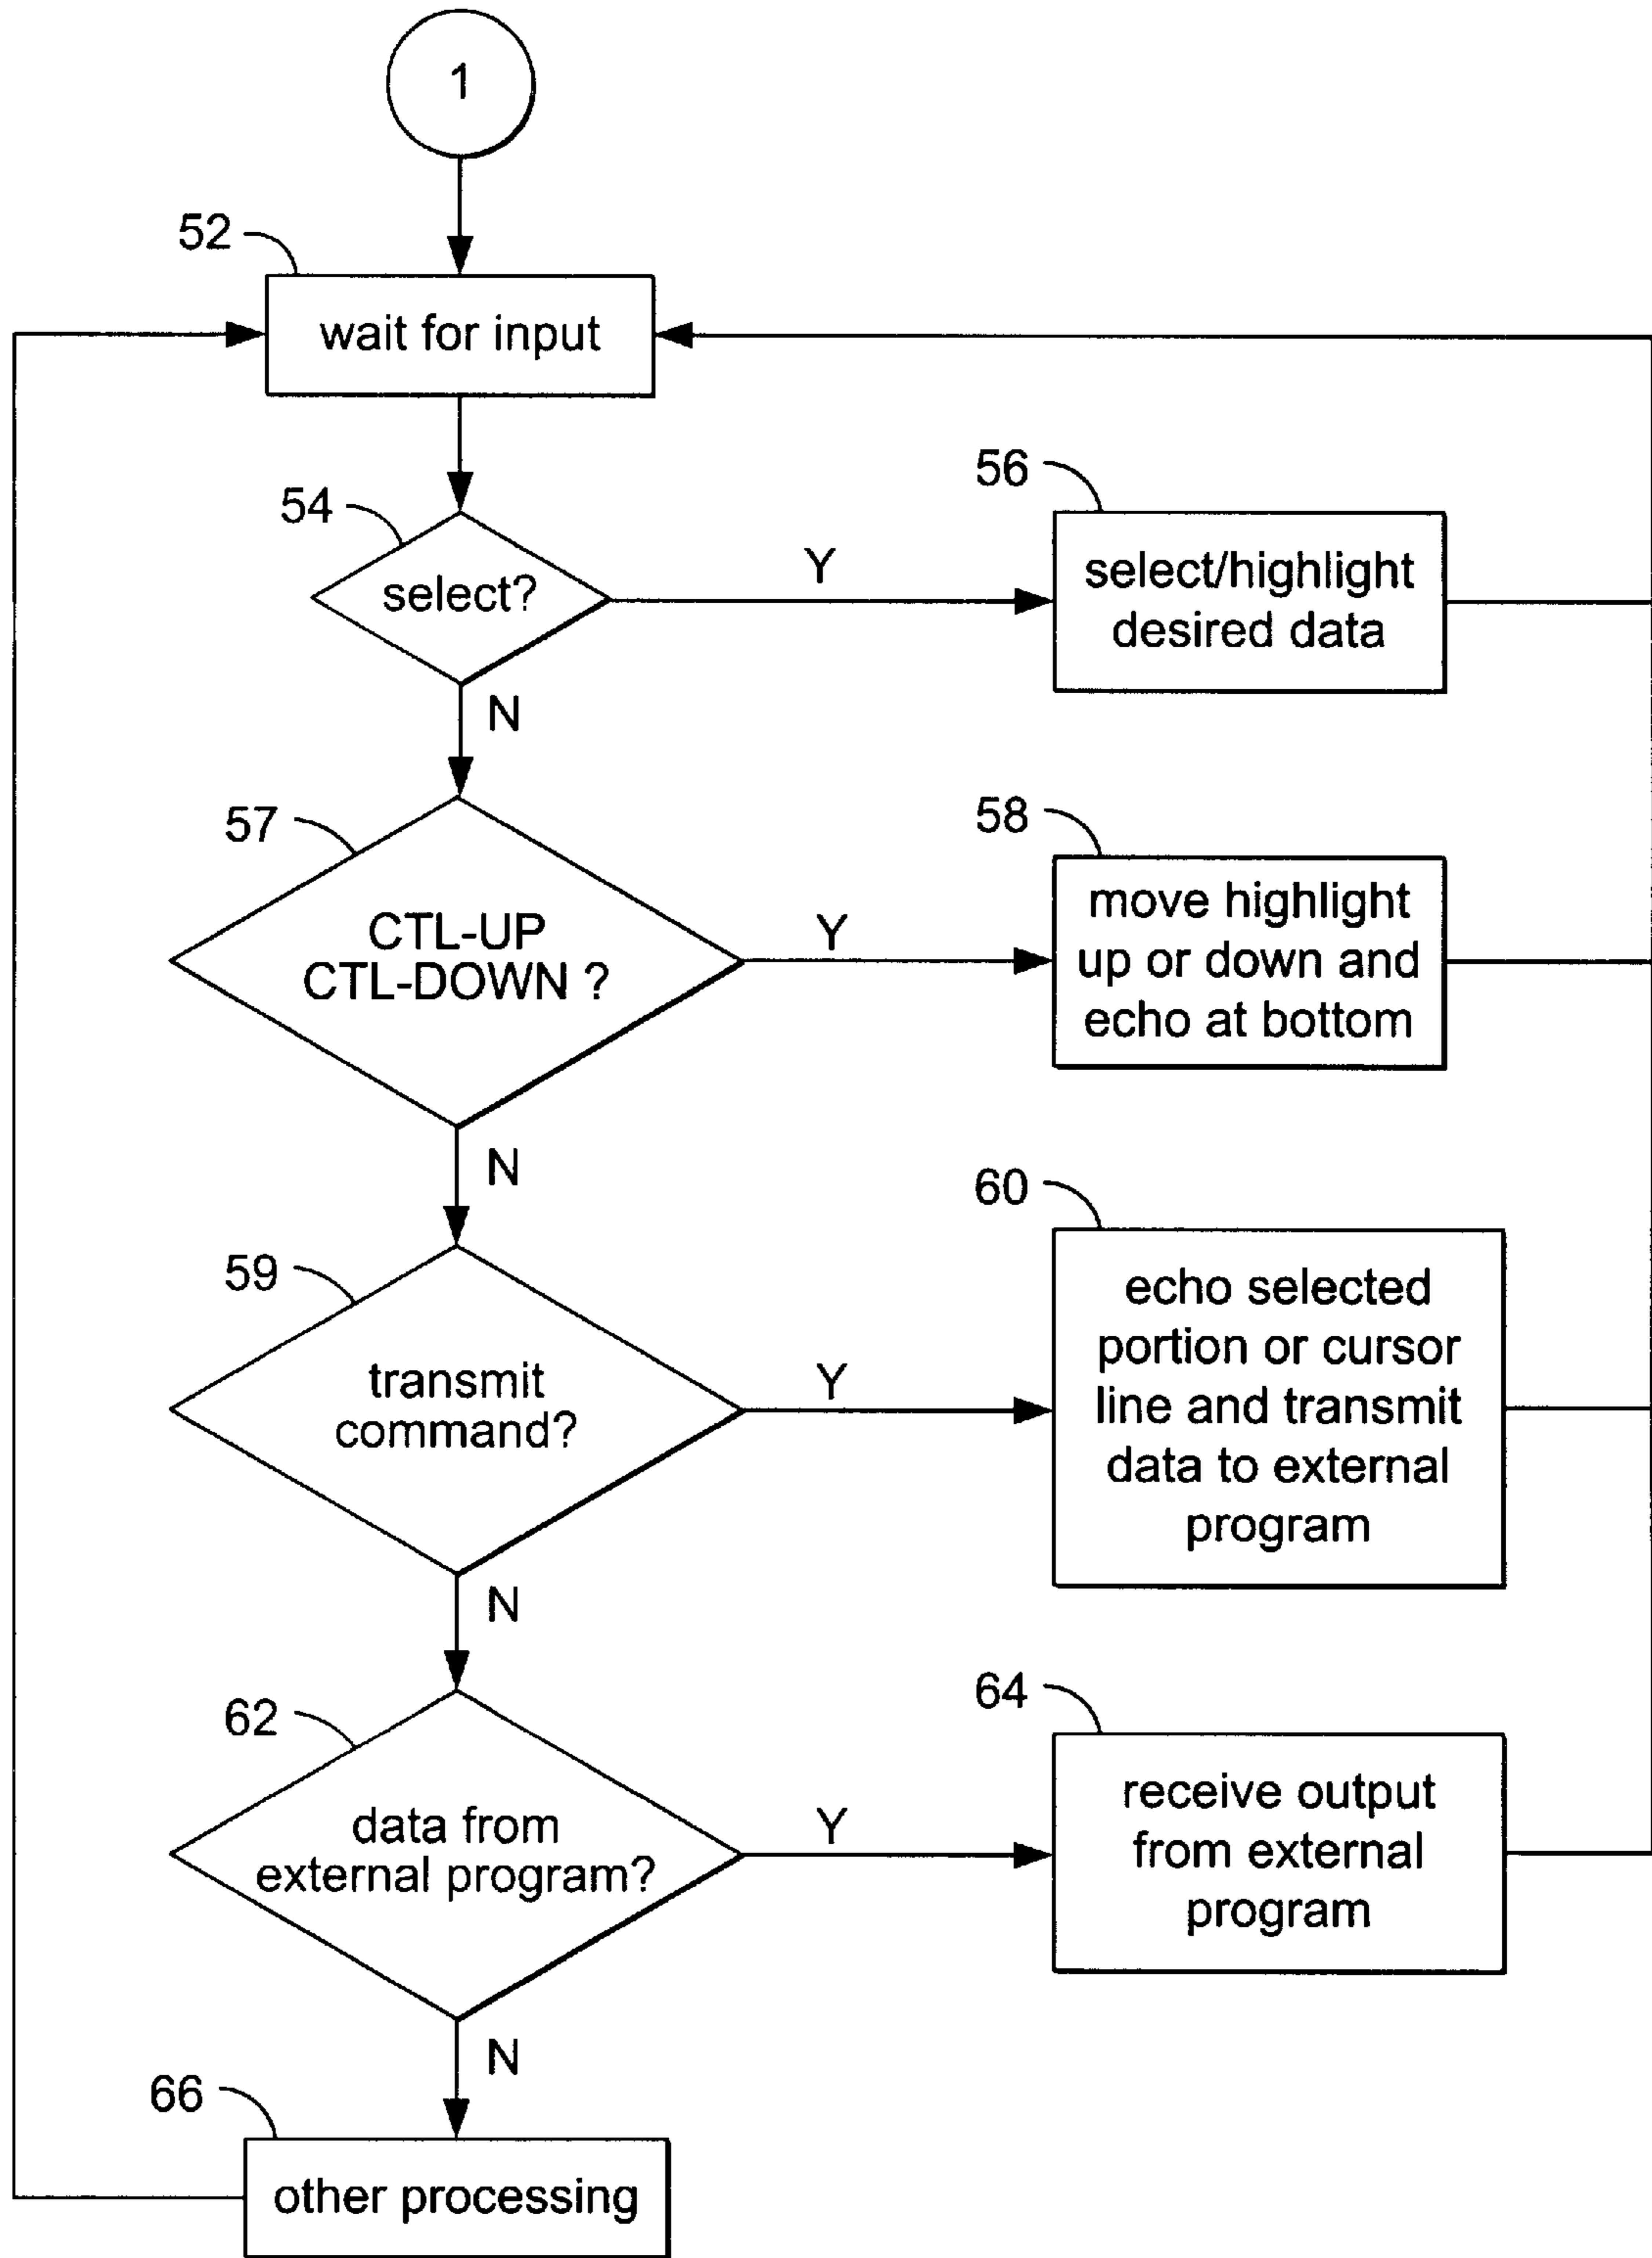 1
52
wait for input
54
select?
Y
56
select/highlight
desired data
N
57
CTL-UP
CTL-DOWN ?
Y
58
move highlight
up or down and
echo at bottom
N
59
transmit
command?
Y
60
echo selected
portion or cursor
line and transmit
data to external
program
N
62
data from
external program?
Y
64
receive output
from external
program
N
66
other processing